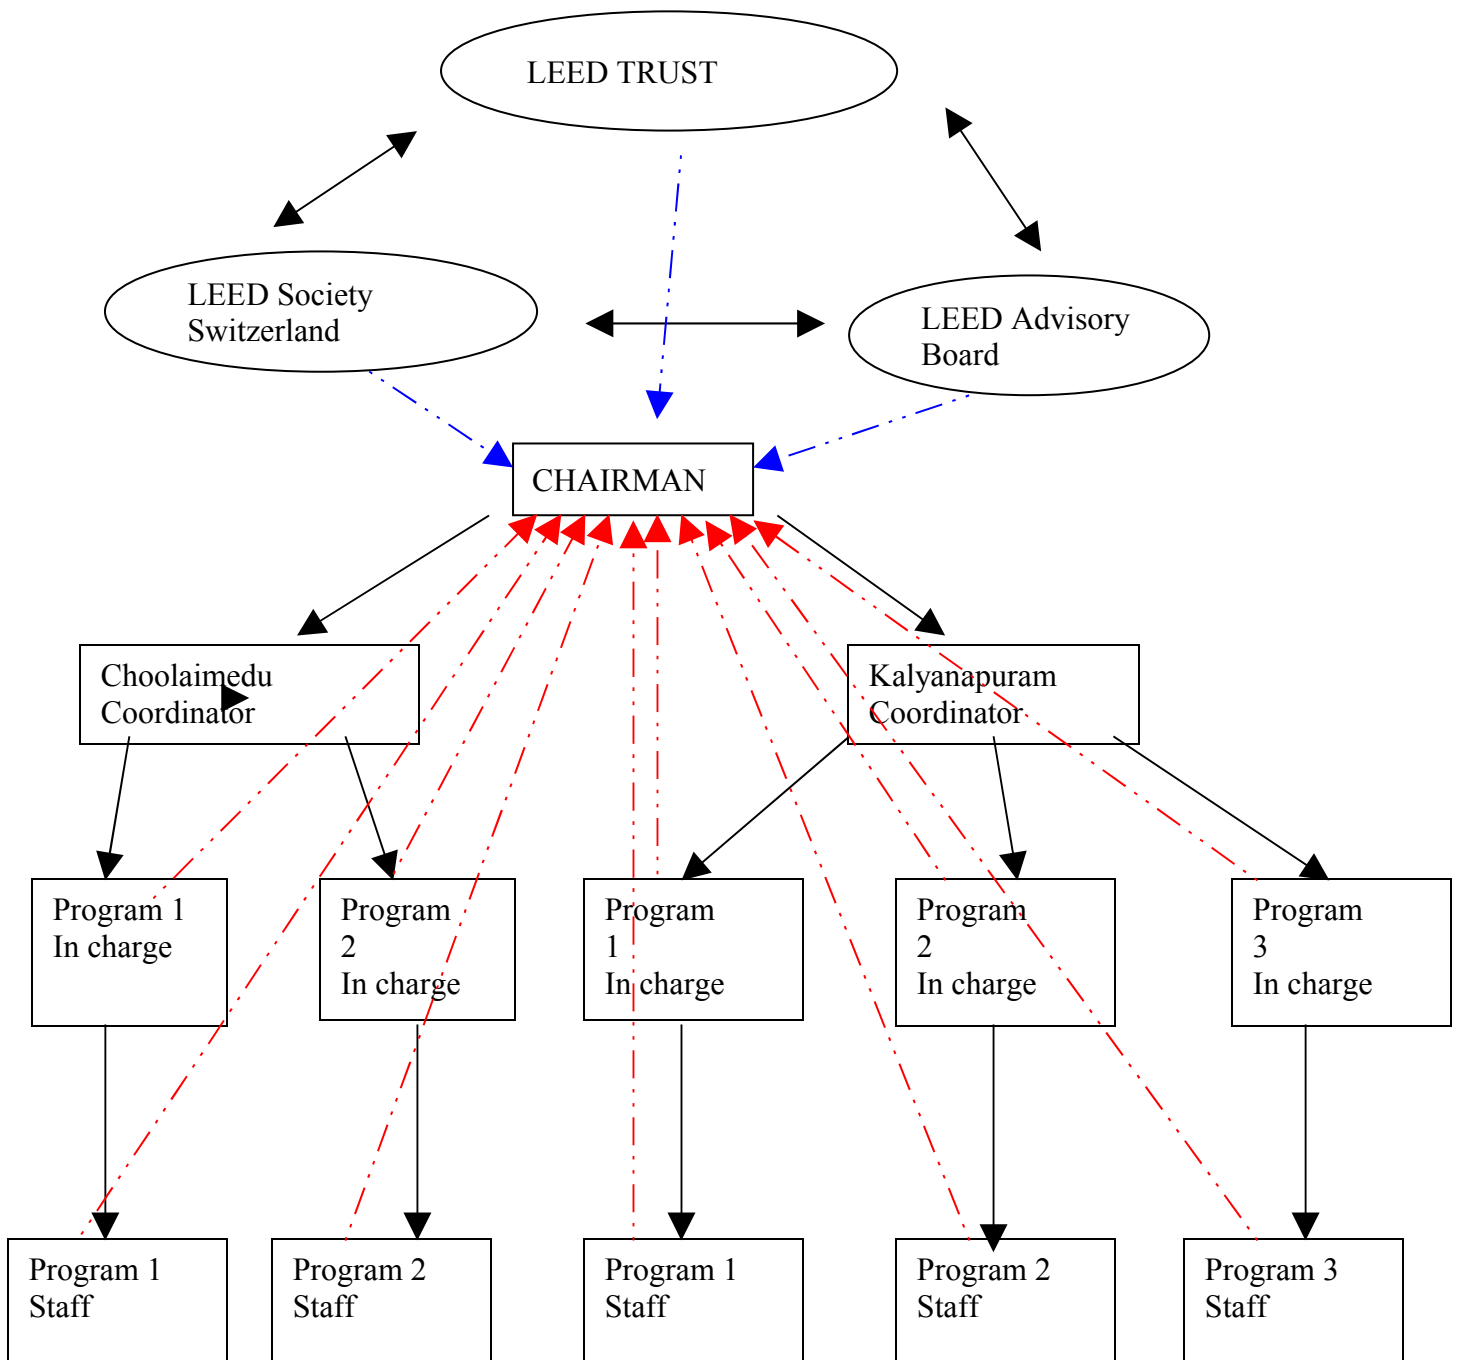 LEED TRUST
LEED Society
Switzerland
LEED Advisory
Board
CHAIRMAN
Choolaimedu
Coordinator
Kalyanapuram
Coordinator
Program 1
In charge
Program
2
In charge
Program
1
In charge
Program
2
In charge
Program
3
In charge
Program 1
Staff
Program 2
Staff
Program 1
Staff
Program 2
Staff
Program 3
Staff